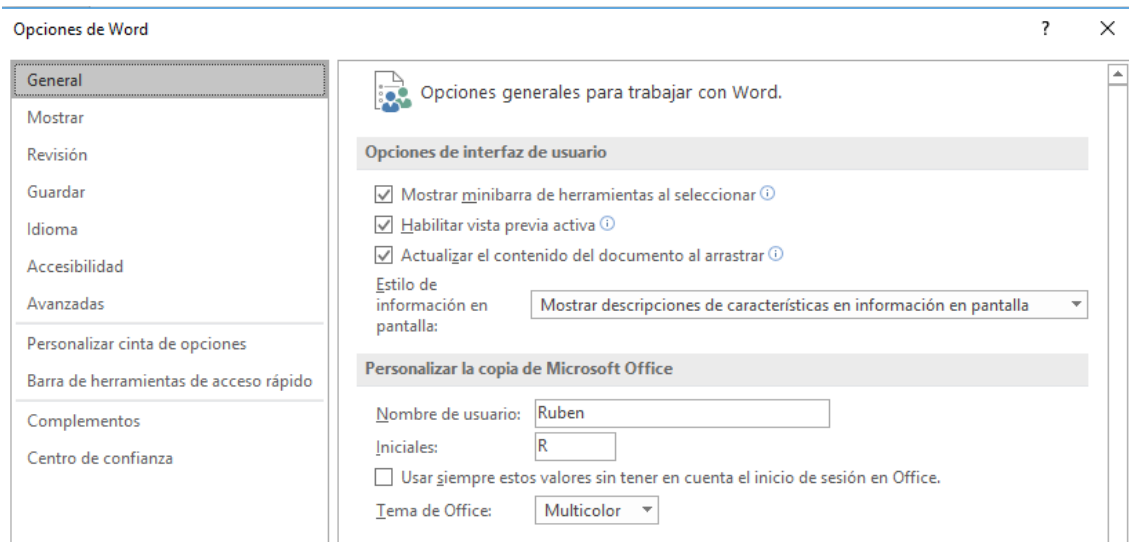 Opciones de Word
General
Mostrar
Revisión
Guardar
Idioma
Accesibilidad
Avanzadas
Personalizar cinta de opciones
Barra de herramientas de acceso rápido
Complementos
Centro de confianza
Opciones generales para trabajar con Word.
Opciones de interfaz de usuario
Mostrar minibarra de herramientas al seleccionar
Habilitar vista previa activa
Actualizar el contenido del documento al arrastrar
Estilo de
información en
pantalla:
Mostrar descripciones de características en información en pantalla
Personalizar la copia de Microsoft Office
Nombre de usuario: Ruben
Iniciales: R
Usar siempre estos valores sin tener en cuenta el inicio de sesión en Office.
Tema de Office: Multicolor